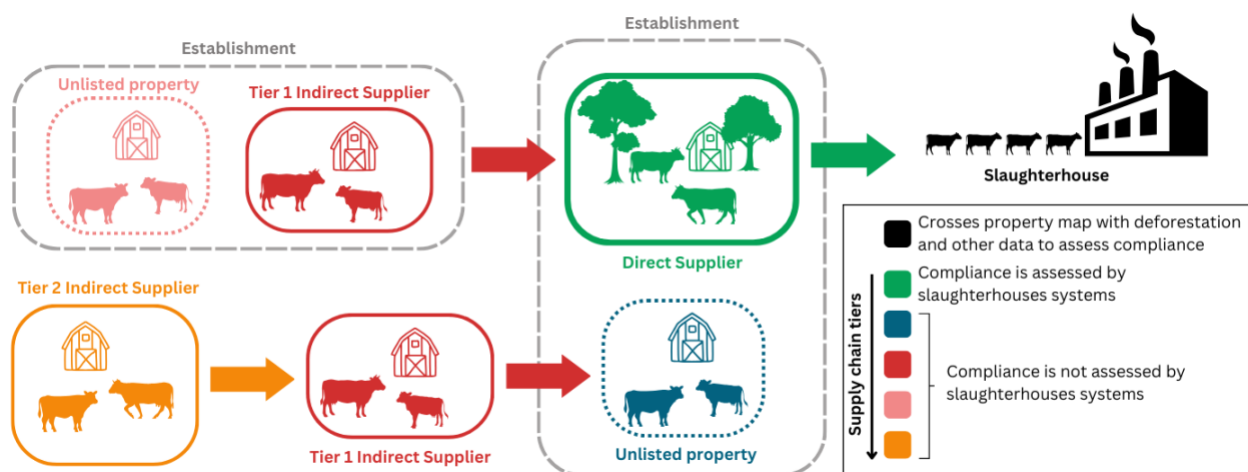 Establishment
Unlisted property
Tier 1 Indirect Supplier
Establishment
Direct Supplier
Slaughterhouse
Tier 2 Indirect Supplier
Tier 1 Indirect Supplier
Unlisted property
Supply chain tiers
Crosses property map with deforestation
and other data to assess compliance
Compliance is assessed by
slaughterhouses systems
Compliance is not assessed by
slaughterhouses systems